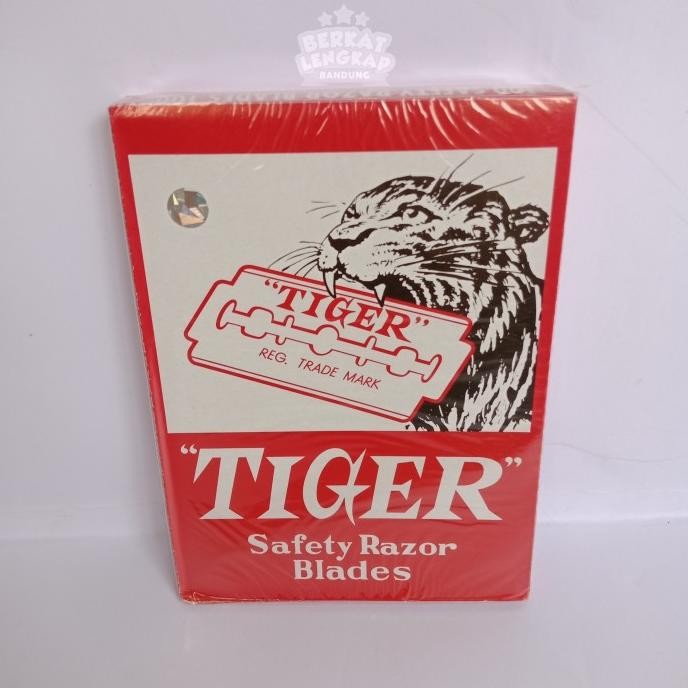 BERKAT
LENGKAP
BANDUNG
"TIGER"
REG. TRADE MARK
"TIGER"
Safety Razor
Blades